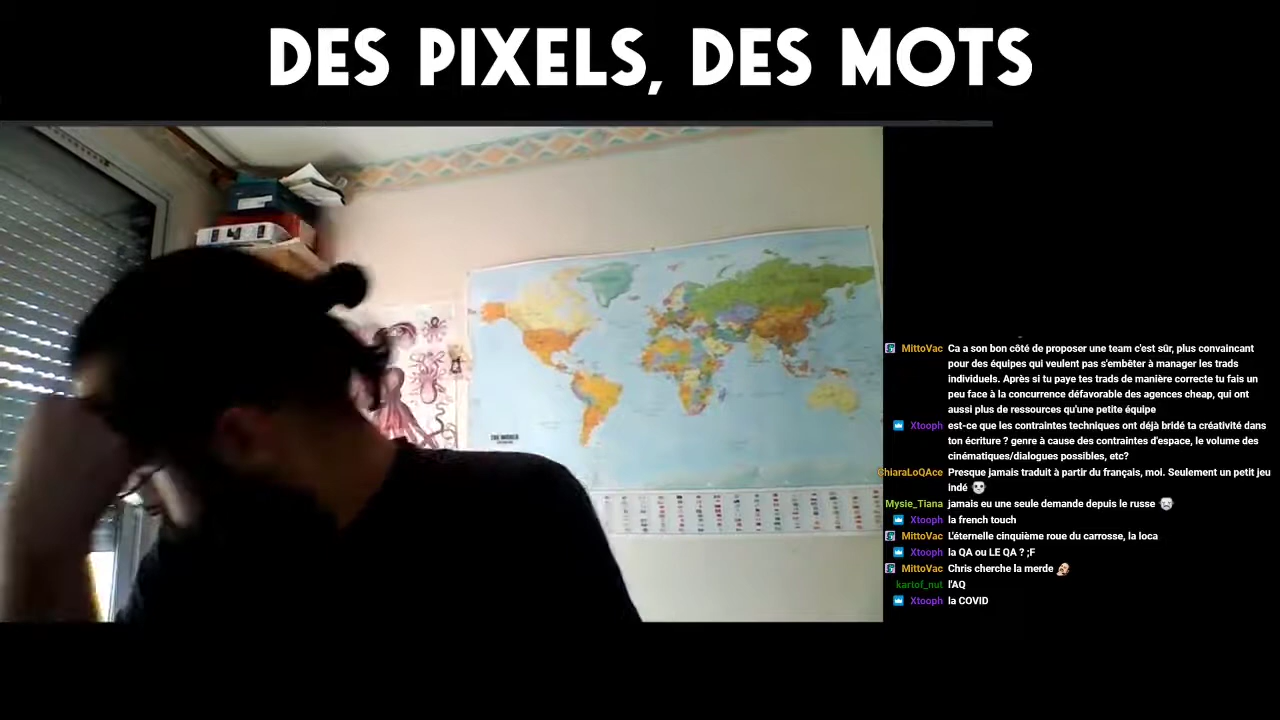 DES PIXELS, DES MOTS
THE WORLD
MittoVac Ca a son bon côté de proposer une team c'est sûr, plus convaincant
pour des équipes qui veulent pas s'embêter à manager les trads
individuels. Après si tu paye tes trads de manière correcte tu fais un
peu face à la concurrence défavorable des agences cheap, qui ont
aussi plus de ressources qu'une petite équipe
Xtooph est-ce que les contraintes techniques ont déjà bridé ta créativité dans
ton écriture ? genre à cause des contraintes d'espace, le volume des
cinématiques/dialogues possibles, etc?
ChiaraLoQAce Presque jamais traduit à partir du français, moi. Seulement un petit jeu
indé
Mysie_Tiana jamais eu une seule demande depuis le russe
Xtooph la french touch
MittoVac L'éternelle cinquième roue du carrosse, la loca
Xtooph la QA ou LE QA ? ;F
MittoVac Chris cherche la merde
kartof_nut l'AQ
Xtooph la COVID